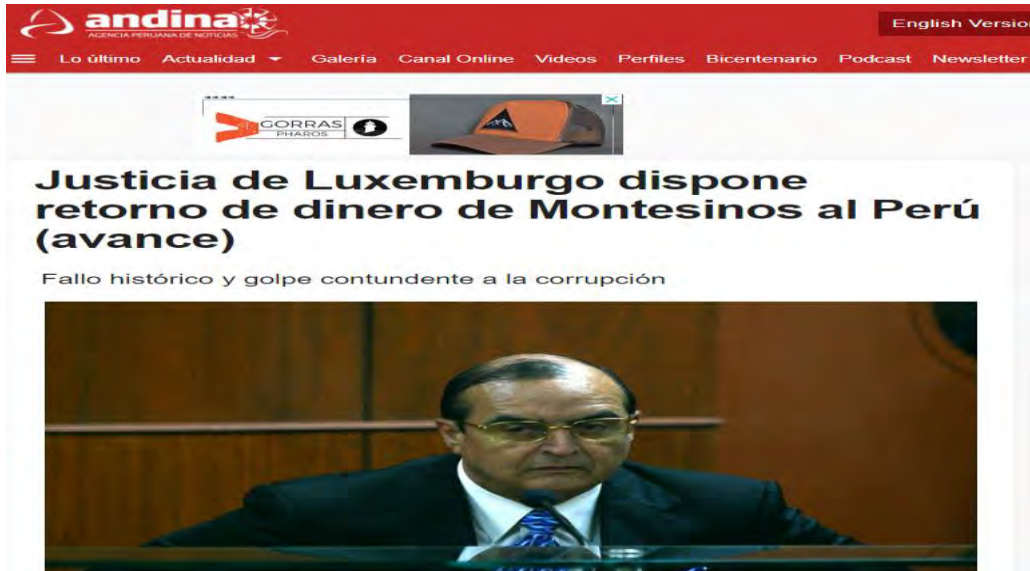 andina
AGENCIA PERUANA DE NOTICIAS
English Versio
Lo último Actualidad Galería Canal Online Videos Perfiles Bicentenario Podcast Newsletter
GORRAS
PHAROS
Justicia de Luxemburgo dispone
retorno de dinero de Montesinos al Perú
(avance)
Fallo histórico y golpe contundente a la corrupción